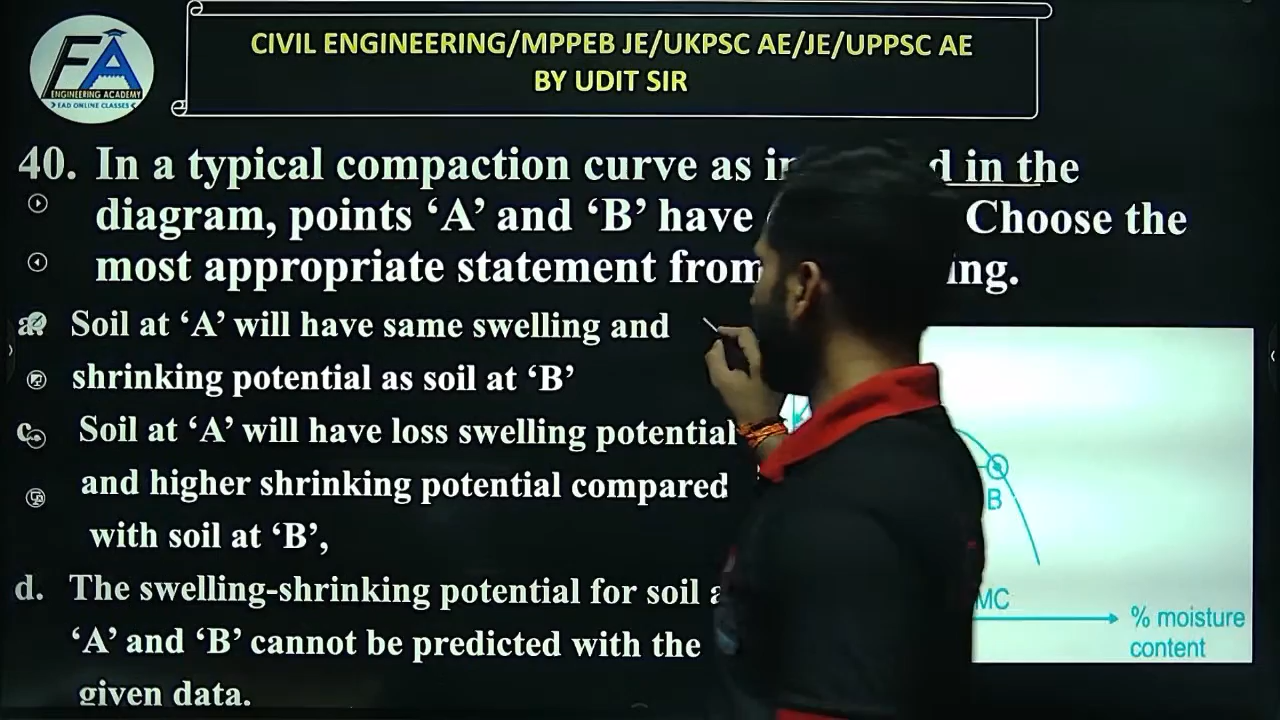 CIVIL ENGINEERING/MPPEB JE/UKPSC AE/JE/UPPSC AE
BY UDIT SIR
EA
ENGINEERING ACADEMY
EAD ONLINE CLASSES
40. In a typical compaction curve as in the
diagram, points ‘A’ and ‘B’ have Choose the
most appropriate statement from
Soil at ‘A’ will have same swelling and
shrinking potential as soil at ‘B’
c. Soil at ‘A’ will have loss swelling potential
and higher shrinking potential compared
with soil at ‘B’,
d. The swelling-shrinking potential for soil
‘A’ and ‘B’ cannot be predicted with the
given data.
B
% moisture
content